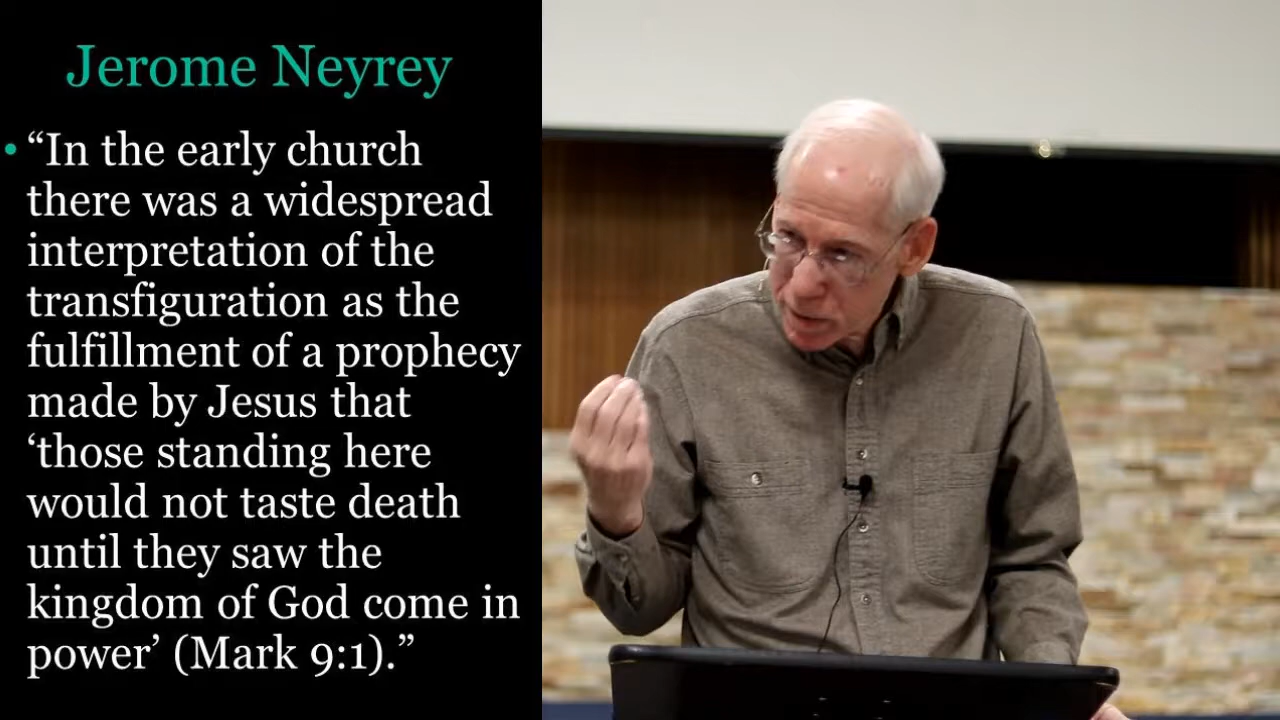 Jerome Neyrey
• “In the early church
there was a widespread
interpretation of the
transfiguration as the
fulfillment of a prophecy
made by Jesus that
‘those standing here
would not taste death
until they saw the
kingdom of God come in
power’ (Mark 9:1).”